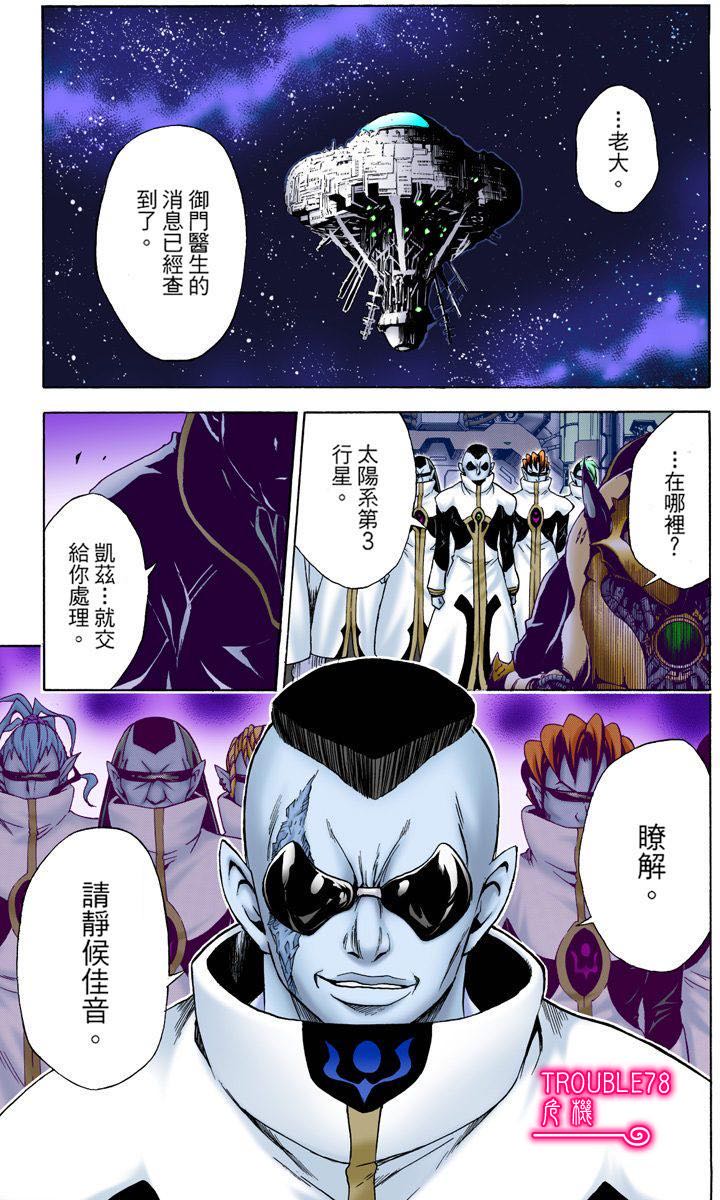 …老大。
御門醫生的
消息已經查
到了。
…在哪裡？
太陽系第3
行星。
凱茲…就交
給你處理。
瞭解。
請靜候佳音。
TROUBLE78
危機